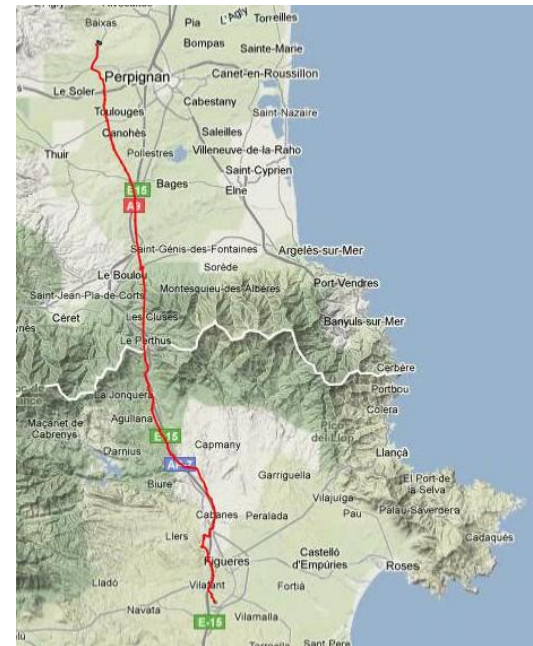 Torreilles
L'Agly
Baixas
Pia
Bompas
Sainte-Marie
Perpignan
Canet-en-Roussillon
Le Soler
Cabestany
Toulouges
Saint-Nazaire
Canohès
Saleilles
Thuir
Pollestres
Villeneuve-de-la-Raho
Saint-Cyprien
E15
Bages
Elne
A9
Saint-Génis-des-Fontaines
Argelès-sur-Mer
Le Boulou
Sorède
Saint-Jean-Pla-de-Corts
Montesquieu-des-Albères
Port-Vendres
Céret
Les Cluses
Banyuls-sur-Mer
Le Perthus
Cerbère
La Jonquera
Portbou
Maçanet de
Cabrenys
Agullana
Colera
E-15
Capmany
Darnius
Llançà
Biure
Garriguella
El Port de
la Selva
Vilajuïga
Cabanes
Peralada
Pau
Palau-Saverdera
Llers
Cadaqués
Figueres
Castelló
d'Empúries
Roses
Lladó
Vilafant
Fortià
Navata
E-15
Vilamalla
Sant Pere